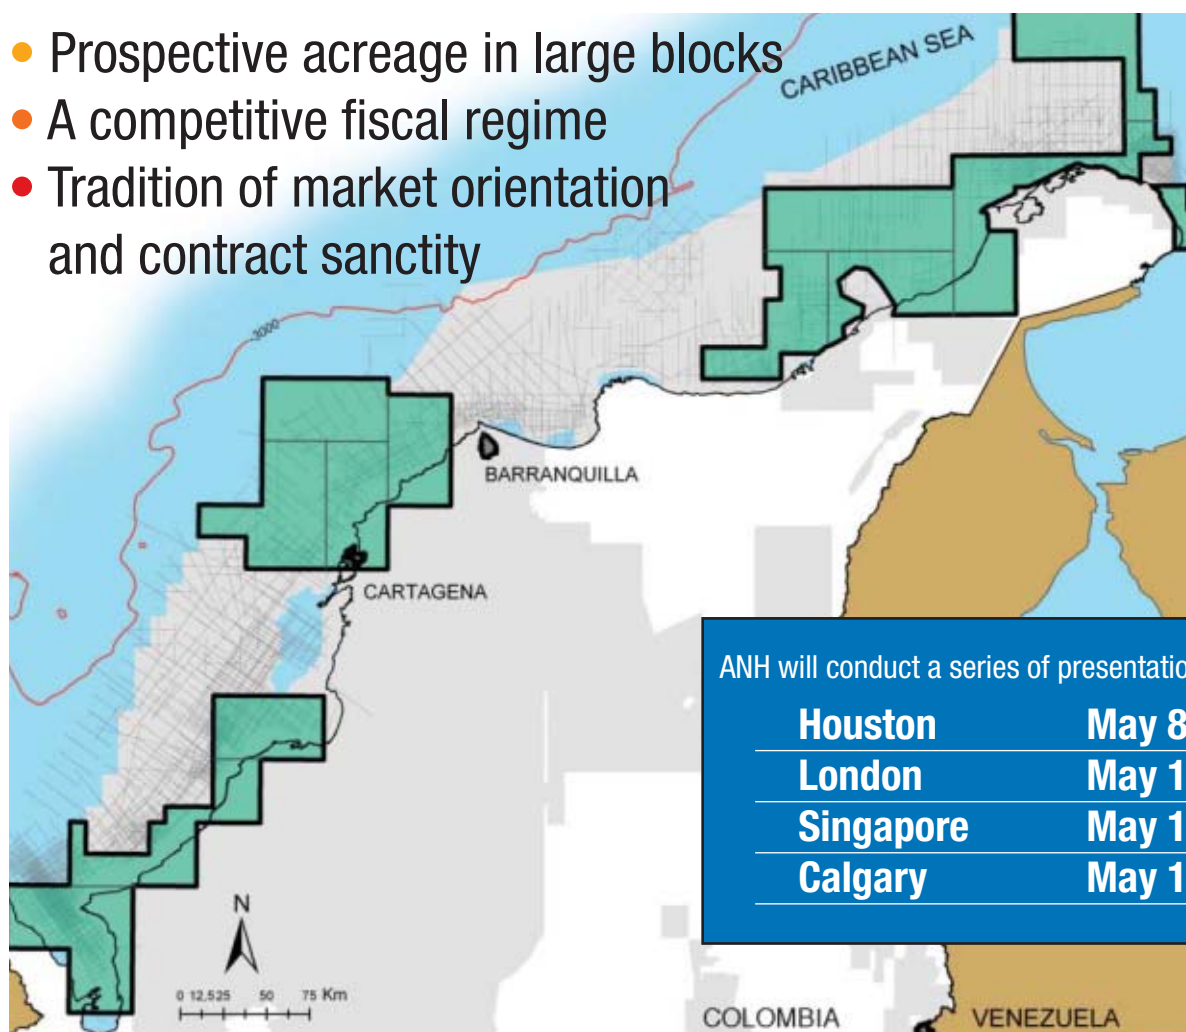 Prospective acreage in large blocks
A competitive fiscal regime
Tradition of market orientation
and contract sanctity
CARIBBEAN SEA
-3000
BARRANQUILLA
CARTAGENA
ANH will conduct a series of presentatio
Houston May 8
London May 1
Singapore May 1
Calgary May 1
N
0 12,525 50 75 Km
COLOMBIA VENEZUELA